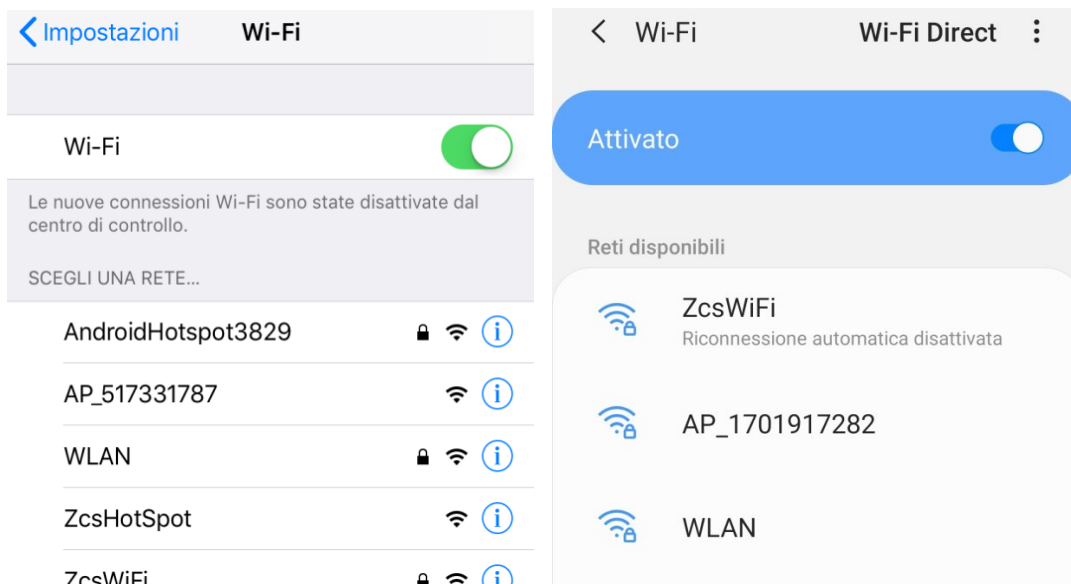 Impostazioni Wi-Fi
Wi-Fi
Le nuove connessioni Wi-Fi sono state disattivate dal
centro di controllo.
SCEGLI UNA RETE...
AndroidHotspot3829
AP_517331787
WLAN
ZcsHotSpot
ZcsWiFi
Wi-Fi Wi-Fi Direct
Attivato
Reti disponibili
ZcsWiFi
Riconnessione automatica disattivata
AP_1701917282
WLAN